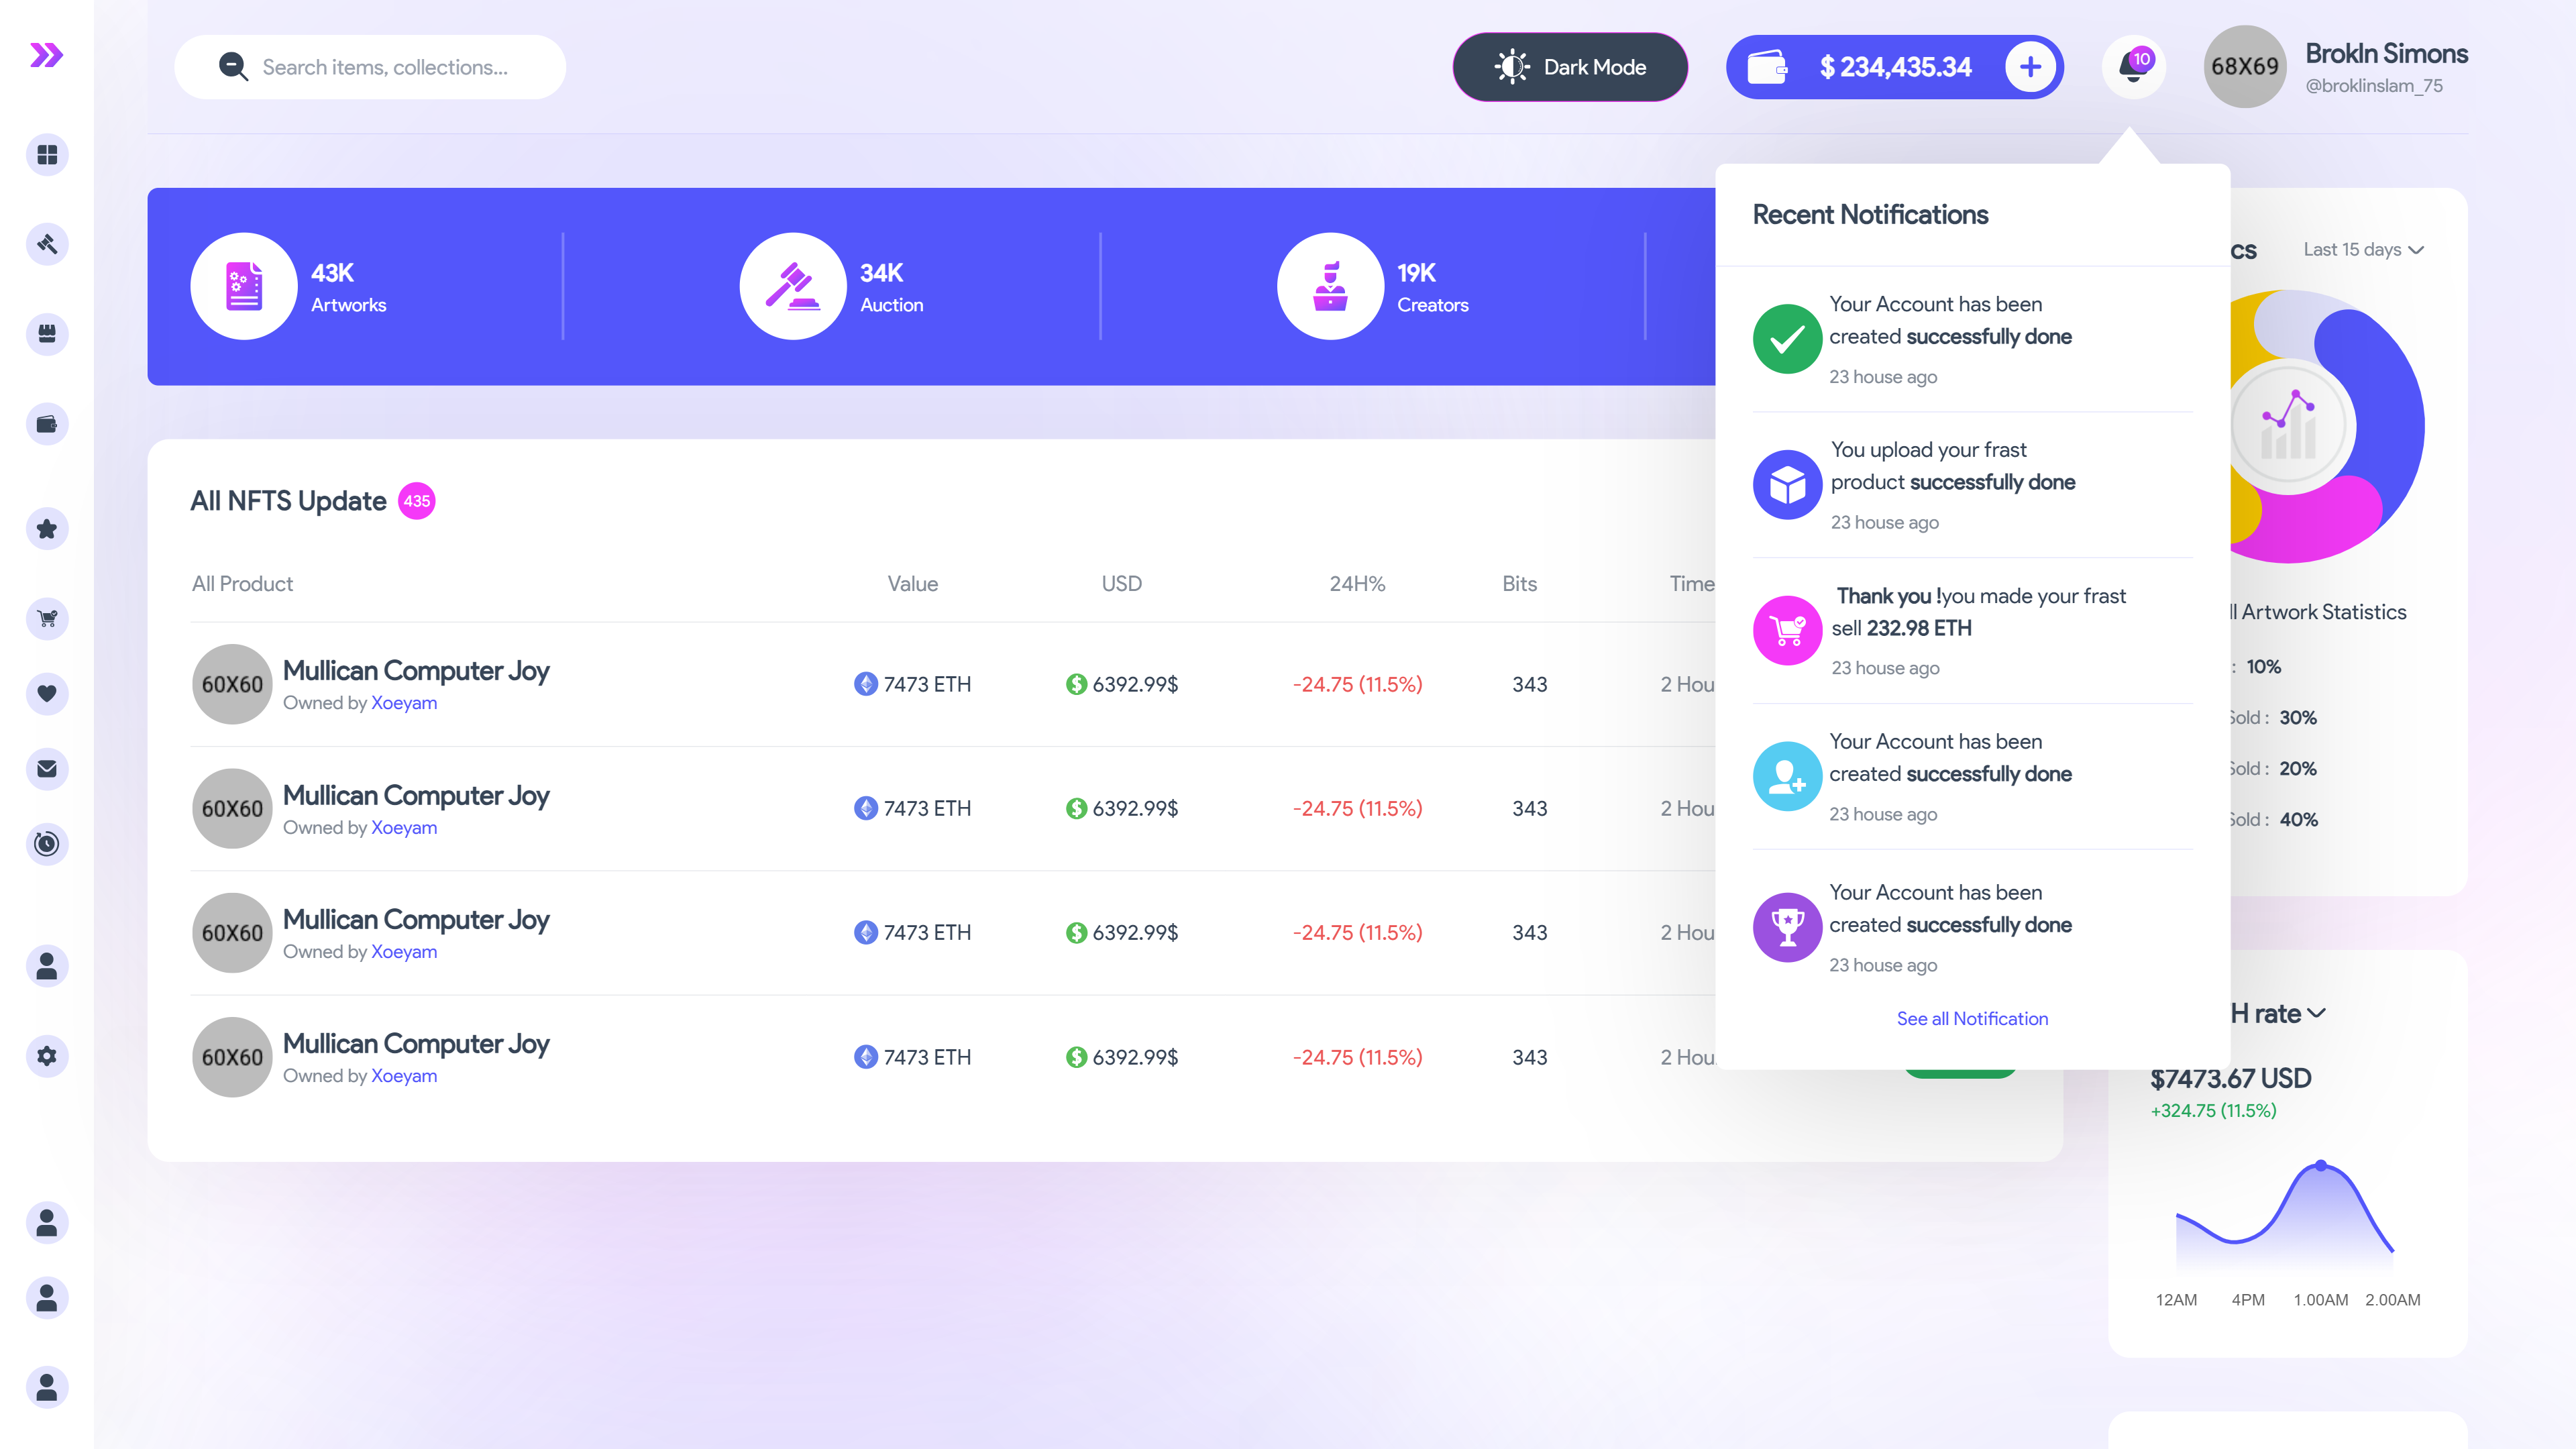 Search items, collections...
Dark Mode
$ 234,435.34
10
68X69
BrokIn Simons
@broklinslam_75
43K
Artworks
34K
Auction
19K
Creators
Recent Notifications
Your Account has been
created successfully done
23 house ago
You upload your frast
product successfully done
23 house ago
Thank you !you made your frast
sell 232.98 ETH
23 house ago
Your Account has been
created successfully done
23 house ago
Your Account has been
created successfully done
23 house ago
See all Notification
Last 15 days
Artwork Statistics
: 10%
Sold : 30%
Sold : 20%
Sold : 40%
All NFTS Update 435
All Product Value USD 24H% Bits Time
60X60 Mullican Computer Joy
Owned by Xoeyam
7473 ETH 6392.99$ -24.75 (11.5%) 343 2 Hou
60X60 Mullican Computer Joy
Owned by Xoeyam
7473 ETH 6392.99$ -24.75 (11.5%) 343 2 Hou
60X60 Mullican Computer Joy
Owned by Xoeyam
7473 ETH 6392.99$ -24.75 (11.5%) 343 2 Hou
60X60 Mullican Computer Joy
Owned by Xoeyam
7473 ETH 6392.99$ -24.75 (11.5%) 343 2 Hou
H rate
$7473.67 USD
+324.75 (11.5%)
12AM 4PM 1.00AM 2.00AM